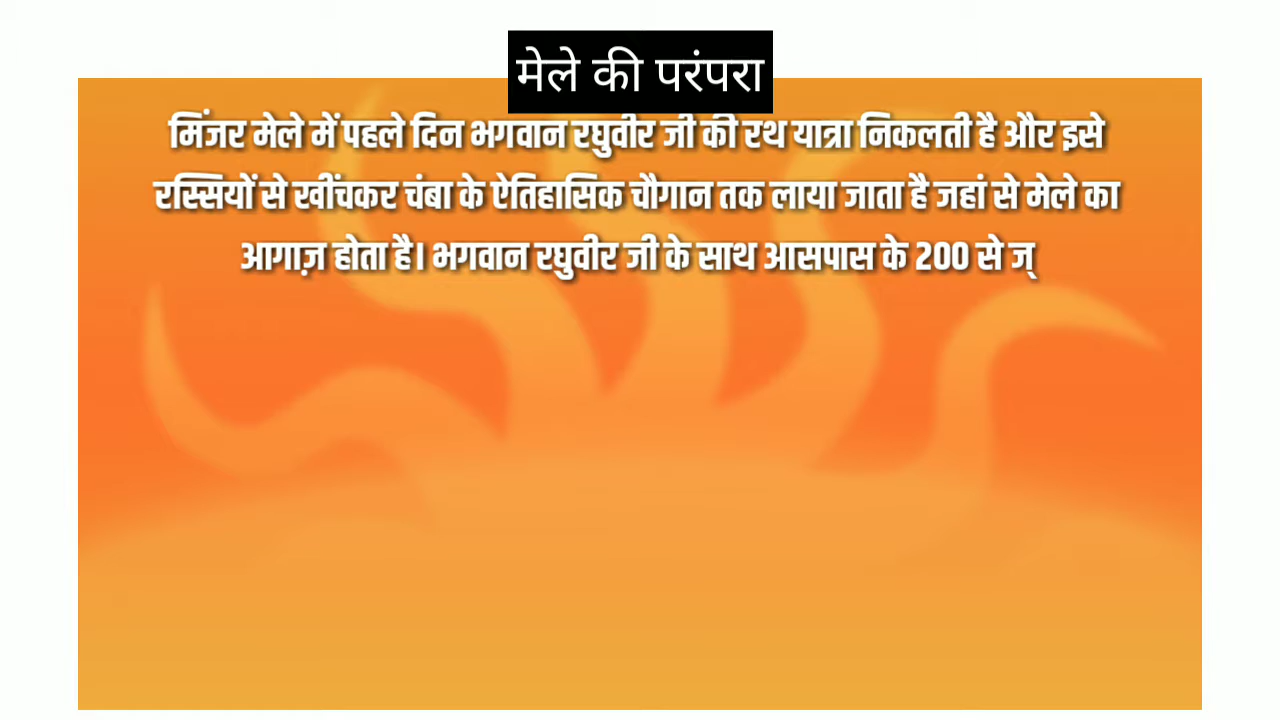 मेले की परंपरा
मिंजर मेले में पहले दिन भगवान रघुवीर जी की रथ यात्रा निकलती है और इसे
रस्सियों से खींचकर चंबा के ऐतिहासिक चौगान तक लाया जाता है जहां से मेले का
आगाज़ होता है। भगवान रघुवीर जी के साथ आसपास के 200 से ज्